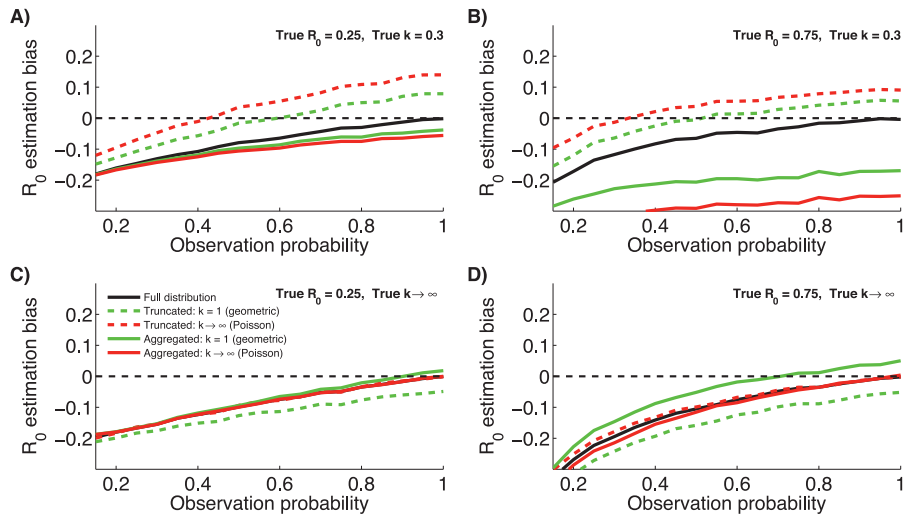 A)
True R0 = 0.25, True k = 0.3
R0 estimation bias
0.2
0.1
0
−0.1
−0.2
0.2
0.4
0.6
0.8
1
Observation probability
B)
True R0 = 0.75, True k = 0.3
R0 estimation bias
0.2
0.1
0
−0.1
−0.2
0.2
0.4
0.6
0.8
1
Observation probability
C)
True R0 = 0.25, True k→ ∞
Full distribution
Truncated: k = 1 (geometric)
Truncated: k→ ∞ (Poisson)
Aggregated: k = 1 (geometric)
Aggregated: k → ∞ (Poisson)
R0 estimation bias
0.2
0.1
0
−0.1
−0.2
0.2
0.4
0.6
0.8
1
Observation probability
D)
True R0 = 0.75, True k→ ∞
R0 estimation bias
0.2
0.1
0
−0.1
−0.2
0.2
0.4
0.6
0.8
1
Observation probability